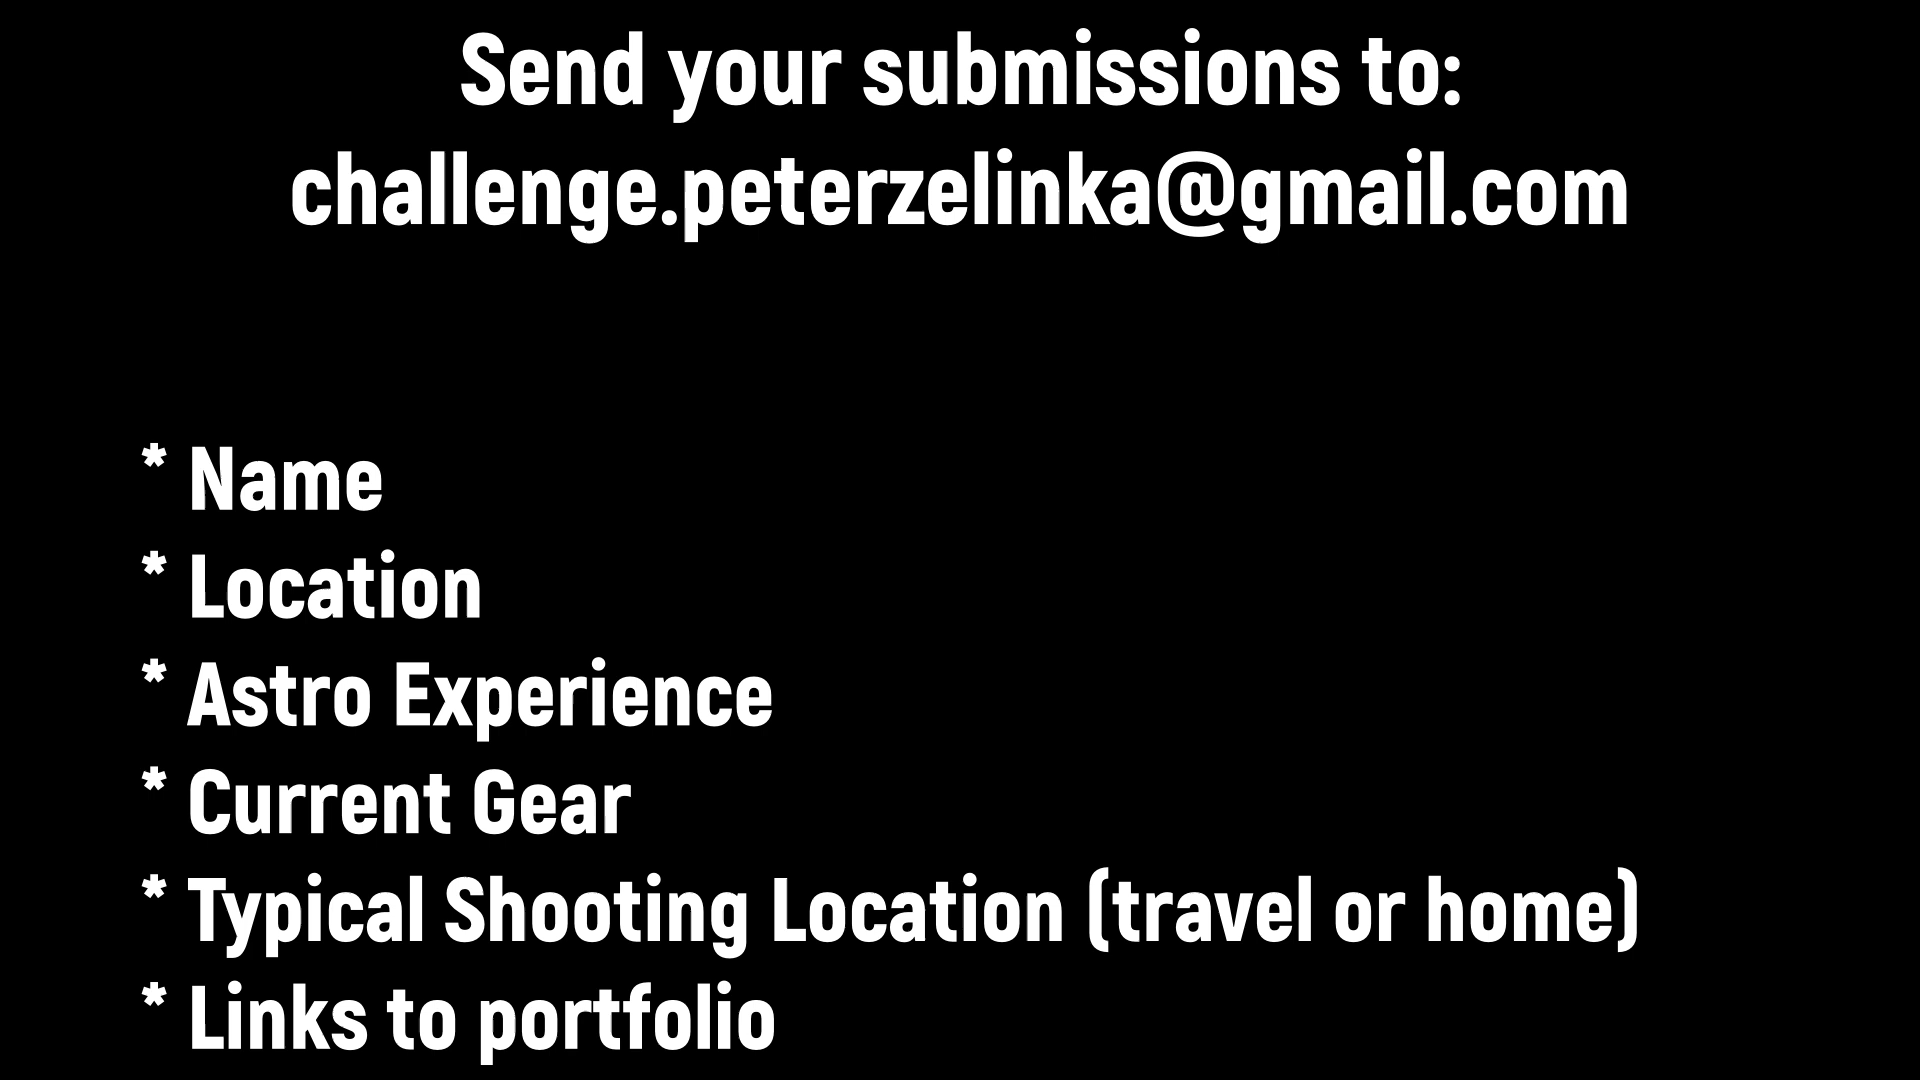 Send your submissions to:
challenge.peterzelinka@gmail.com
* Name
* Location
* Astro Experience
* Current Gear
* Typical Shooting Location (travel or home)
* Links to portfolio